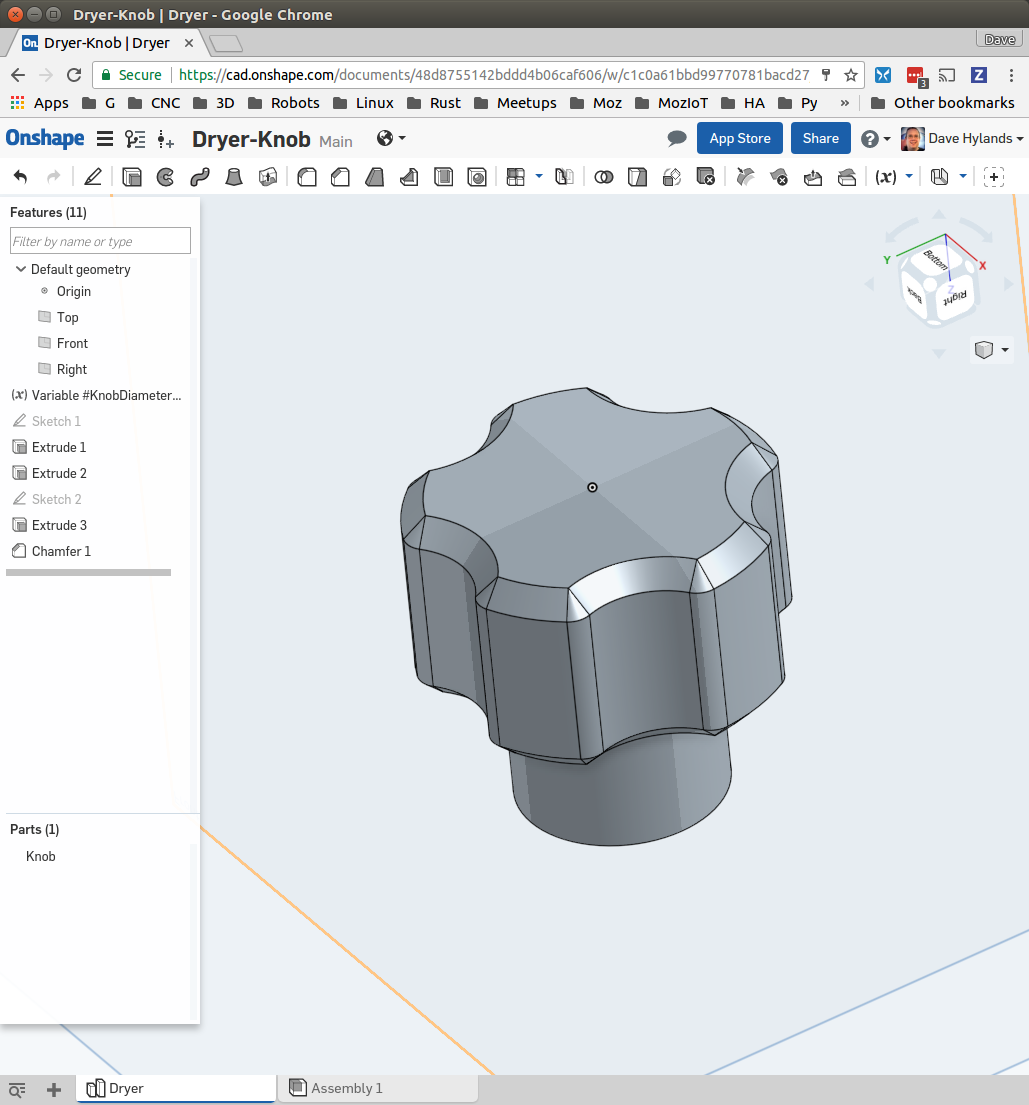 Dryer-Knob | Dryer - Google Chrome
On Dryer-Knob | Dryer
Dave
Secure https://cad.onshape.com/documents/48d8755142bddd4b06caf606/w/c1c0a61bbd99770781bacd27
3
Z
Apps G CNC 3D Robots Linux Rust Meetups Moz MozIoT HA Py » Other bookmarks
Onshape Dryer-Knob Main App Store Share ? Dave Hylands
(x)
Features (11)
Filter by name or type
Default geometry
Origin
Top
Front
Right
(x) Variable #KnobDiameter...
Sketch 1
Extrude 1
Extrude 2
Sketch 2
Extrude 3
Chamfer 1
Y
X
Z
Bottom
Back
Right
Parts (1)
Knob
Dryer
Assembly 1